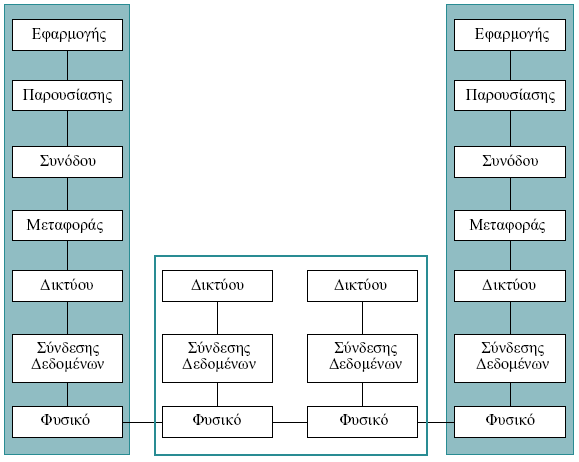 Εφαρμογής
Παρουσίασης
Συνόδου
Μεταφοράς
Δικτύου
Σύνδεσης
Δεδομένων
Φυσικό
Δικτύου
Σύνδεσης
Δεδομένων
Φυσικό
Δικτύου
Σύνδεσης
Δεδομένων
Φυσικό
Εφαρμογής
Παρουσίασης
Συνόδου
Μεταφοράς
Δικτύου
Σύνδεσης
Δεδομένων
Φυσικό